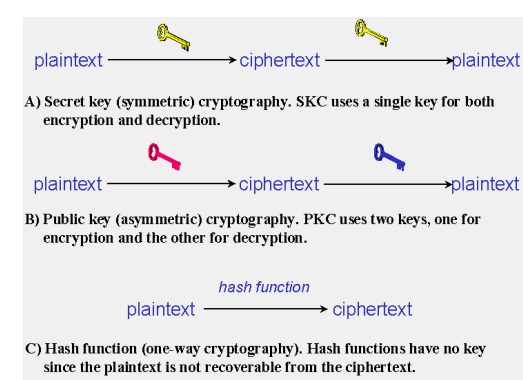 plaintext ciphertext plaintext
A) Secret key (symmetric) cryptography. SKC uses a single key for both
encryption and decryption.
plaintext ciphertext plaintext
B) Public key (asymmetric) cryptography. PKC uses two keys, one for
encryption and the other for decryption.
hash function
plaintext ciphertext
C) Hash function (one-way cryptography). Hash functions have no key
since the plaintext is not recoverable from the ciphertext.